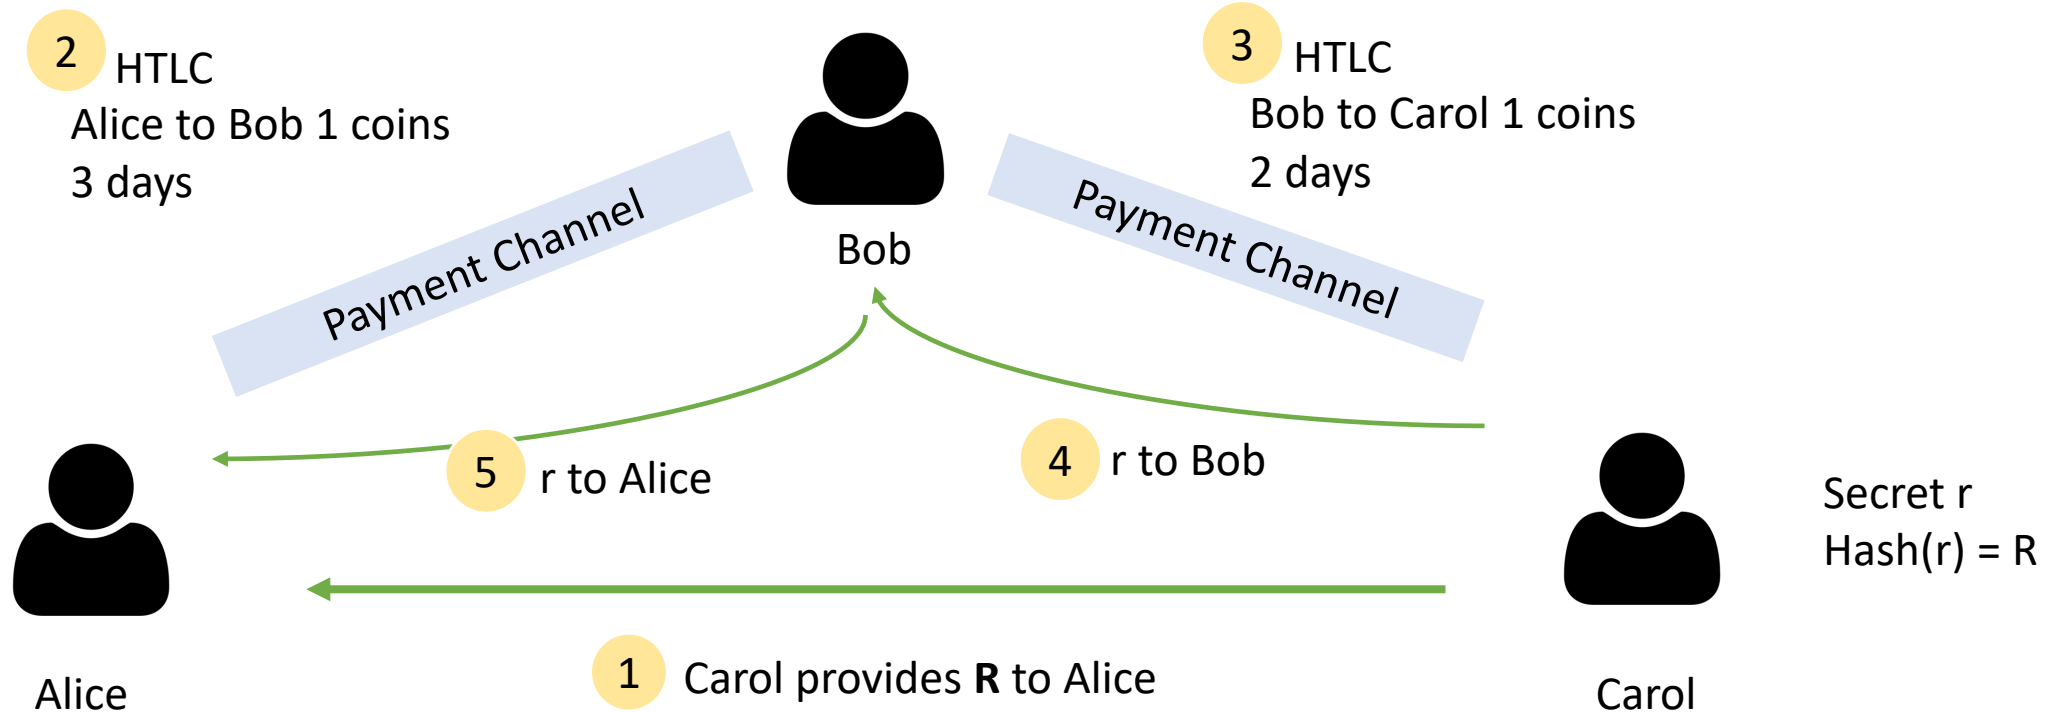 2
HTLC
Alice to Bob 1 coins
3 days
3
HTLC
Bob to Carol 1 coins
2 days
Payment Channel
Payment Channel
Bob
5
r to Alice
4
r to Bob
Secret r
Hash(r) = R
1
Carol provides R to Alice
Alice
Carol